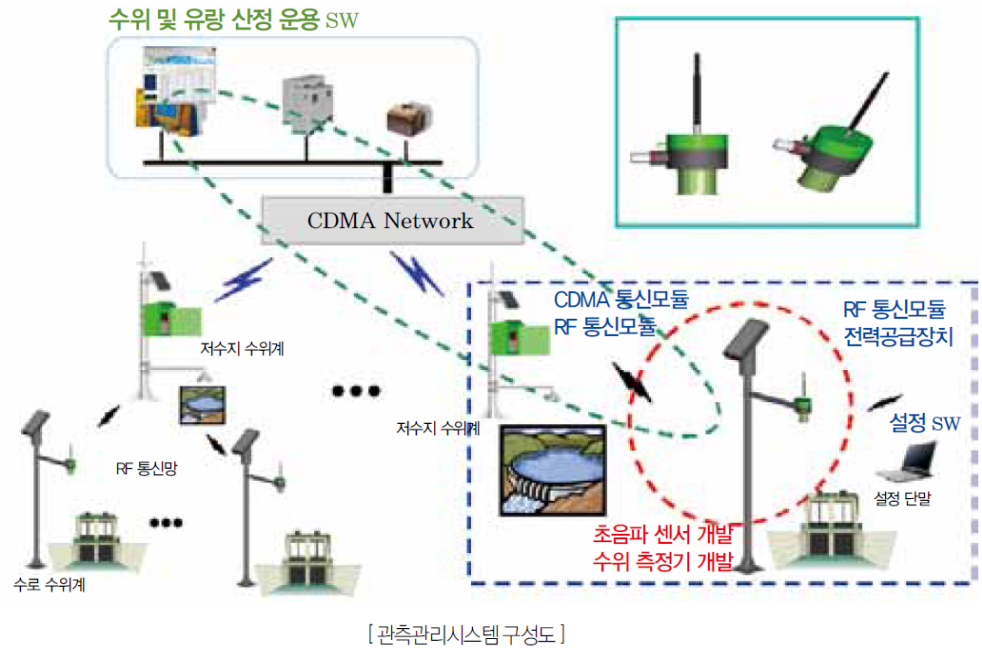 수위 및 유량 산정 운용 SW
CDMA Network
CDMA 통신모듈
RF 통신모듈
RF 통신모듈
전력공급장치
저수지 수위계
저수지 수위계
설정 SW
RF 통신망
설정 단말
초음파 센서 개발
수위 측정기 개발
수로 수위계
[ 관측관리시스템 구성도 ]